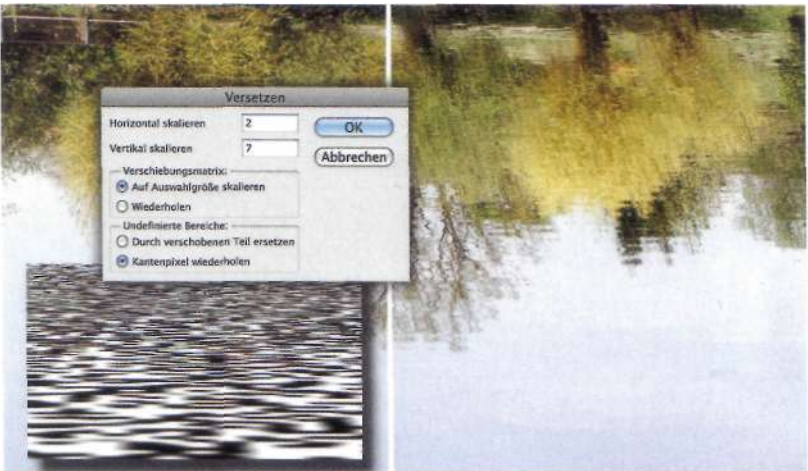 Versetzen
Horizontal skalieren 2
OK
Vertikal skalieren 7
Abbrechen
Verschiebungsmatrix:
Auf Auswahlgröße skalieren
Wiederholen
Undefinierte Bereiche:
Durch verschobenen Teil ersetzen
Kantenpixel wiederholen